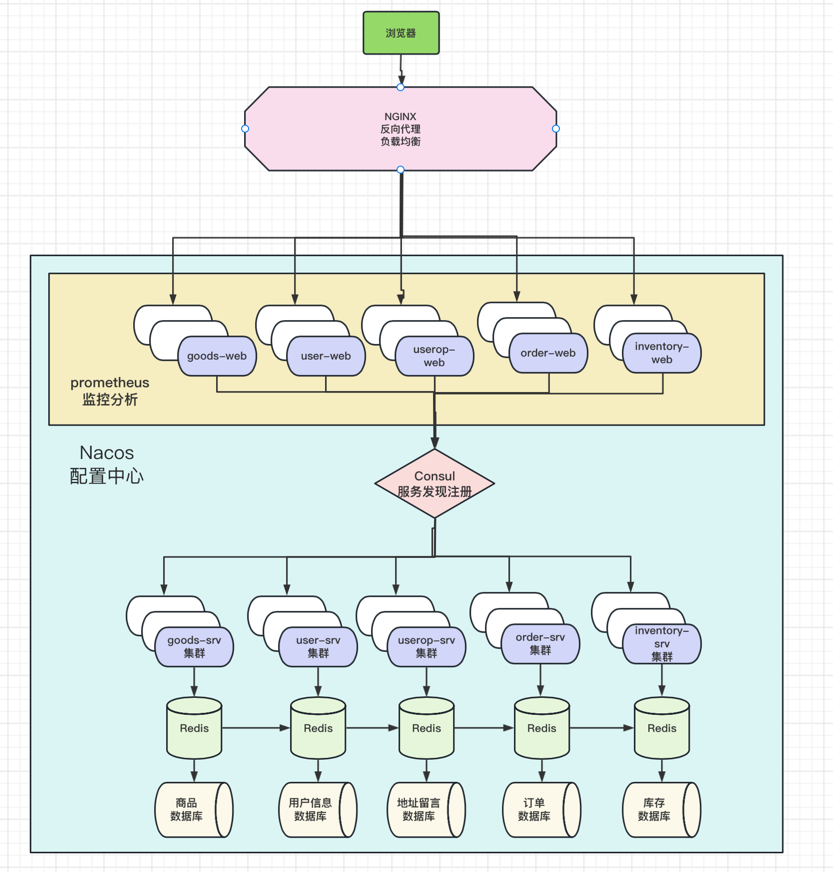 浏览器
NGINX
反向代理
负载均衡
goods-web
user-web
userop-
web
order-web
inventory-
web
prometheus
监控分析
Nacos
配置中心
Consul
服务发现注册
goods-srv
集群
user-srv
集群
userop-srv
集群
order-srv
集群
inventory-
srv
集群
Redis
Redis
Redis
Redis
Redis
商品
数据库
用户信息
数据库
地址留言
数据库
订单
数据库
库存
数据库